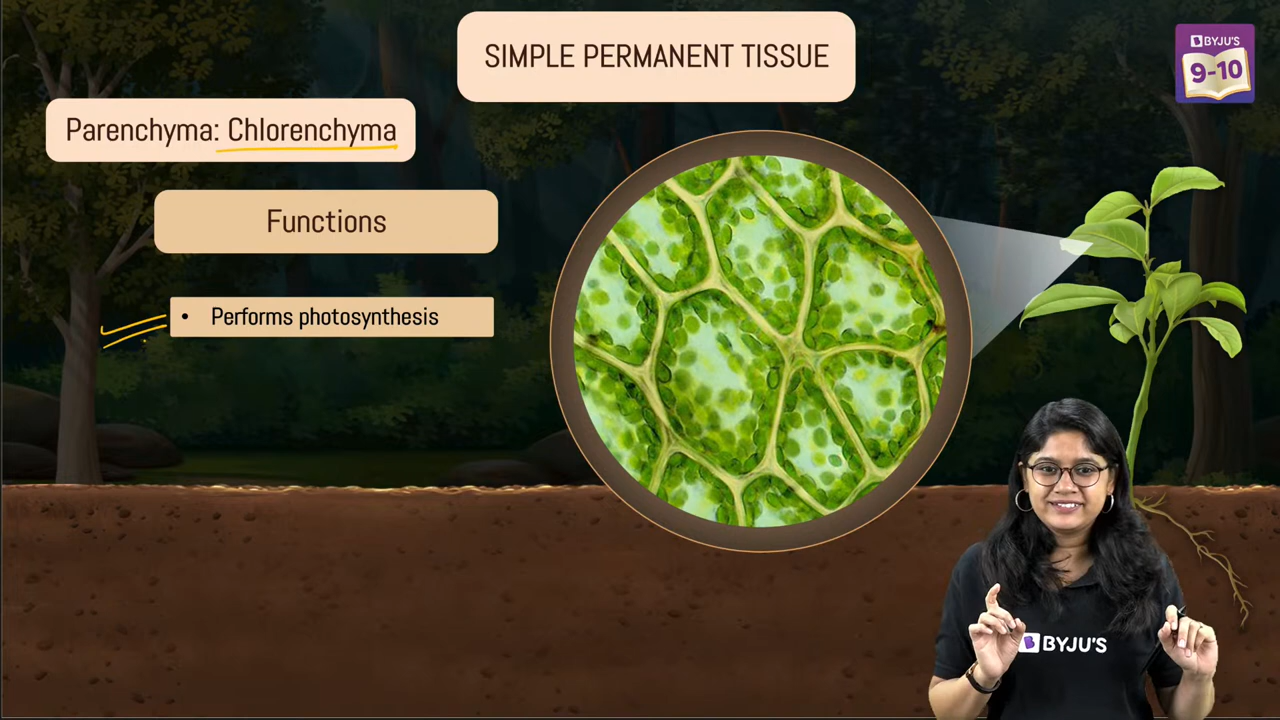 SIMPLE PERMANENT TISSUE
BYJU'S
9-10
Parenchyma: Chlorenchyma
Functions
• Performs photosynthesis
BYJU'S